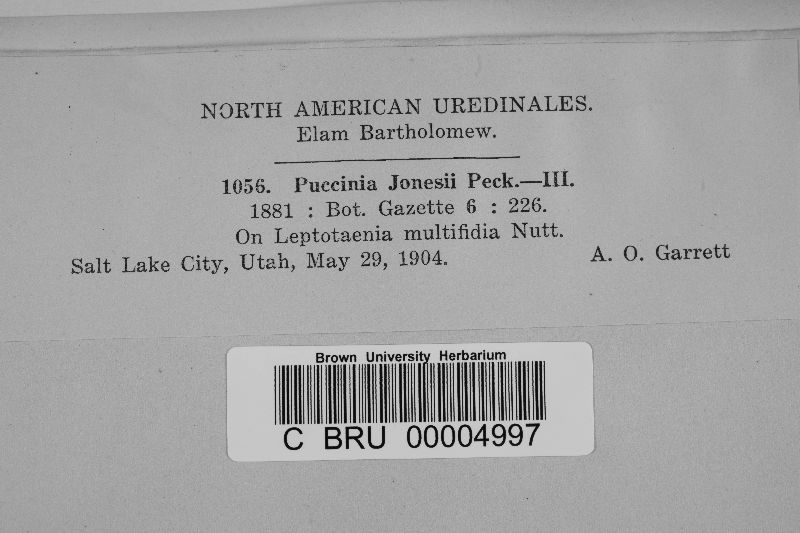 NORTH AMERICAN UREDINALES.
Elam Bartholomew.
1056. Puccinia Jonesii Peck.—III.
1881 : Bot. Gazette 6 : 226.
On Leptotaenia multifidia Nutt.
Salt Lake City, Utah, May 29, 1904. A. O. Garrett
Brown University Herbarium
C BRU 00004997